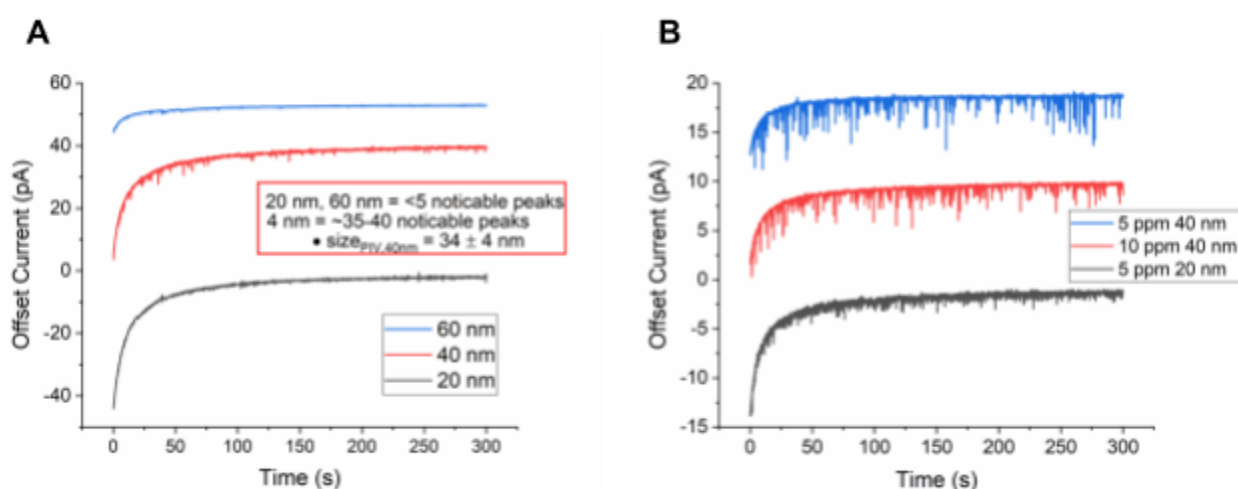 A
60
40
20
0
-20
-40
Offset Current (pA)
0
50
100
150
200
250
300
Time (s)
20 nm, 60 nm = <5 noticable peaks
4 nm = ~35-40 noticable peaks
• size PIV,40nm = 34 ± 4 nm
60 nm
40 nm
20 nm
B
20
15
10
5
0
-5
-10
-15
Offset Current (pA)
0
50
100
150
200
250
300
Time (s)
5 ppm 40 nm
10 ppm 40 nm
5 ppm 20 nm